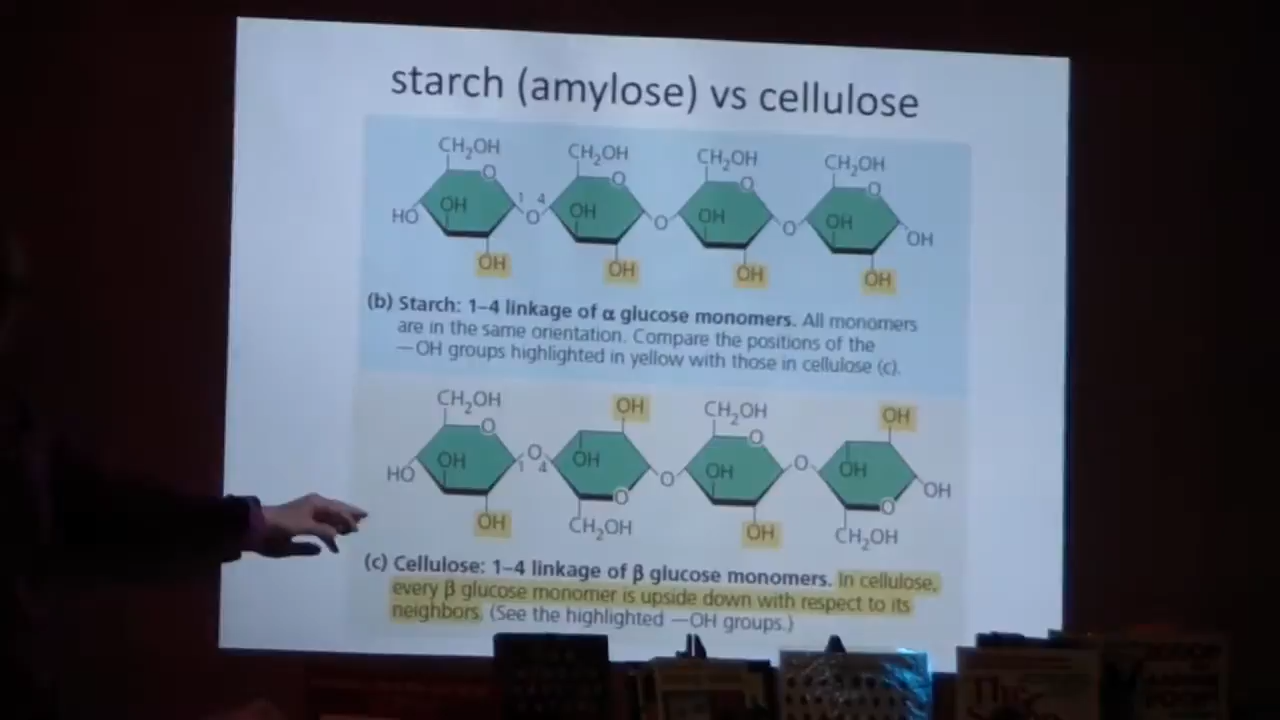 starch (amylose) vs cellulose
CH₂OH CH₂OH CH₂OH CH₂OH
O O O O
HO OH 1 4 OH OH OH OH
O O O
OH OH OH OH
(b) Starch: 1–4 linkage of α glucose monomers. All monomers
are in the same orientation. Compare the positions of the
—OH groups highlighted in yellow with those in cellulose (c).
CH₂OH OH CH₂OH OH
O O
HO OH O OH OH O OH OH
1 4 O
O O
OH CH₂OH OH CH₂OH
(c) Cellulose: 1–4 linkage of β glucose monomers. In cellulose,
every β glucose monomer is upside down with respect to its
neighbors. (See the highlighted —OH groups.)